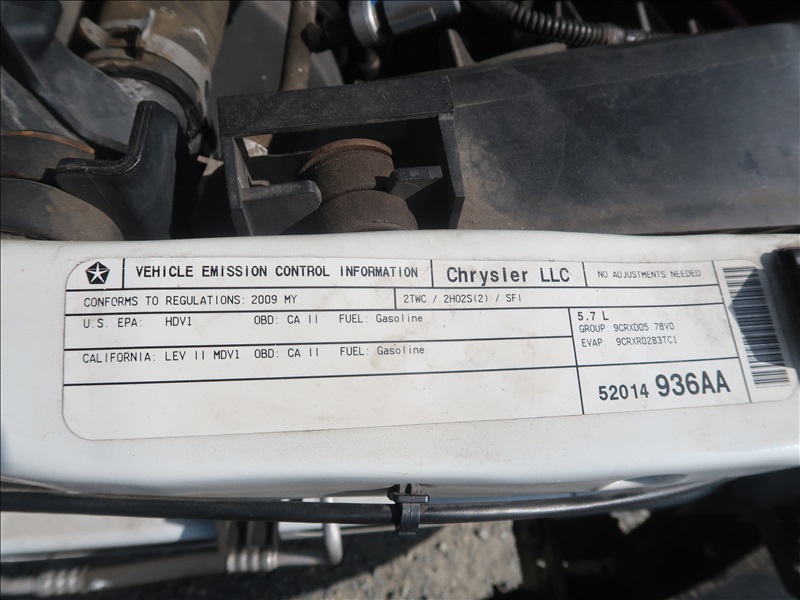 VEHICLE EMISSION CONTROL INFORMATION Chrysler LLC NO ADJUSTMENTS NEEDED
CONFORMS TO REGULATIONS: 2009 MY 2TWC / 2HO2S(2) / SFI
U.S. EPA: HDV1 OBD: CA II FUEL: Gasoline
CALIFORNIA: LEV II MDV1 OBD: CA II FUEL: Gasoline
5.7 L
GROUP: 9CRXD05.78V0
EVAP: 9CRXR0283TC1
52014 936AA